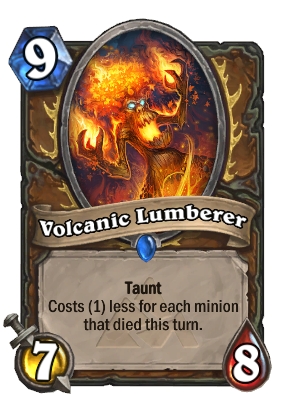 9
Volcanic Lumberer
Taunt
Costs (1) less for each minion
that died this turn.
7
8